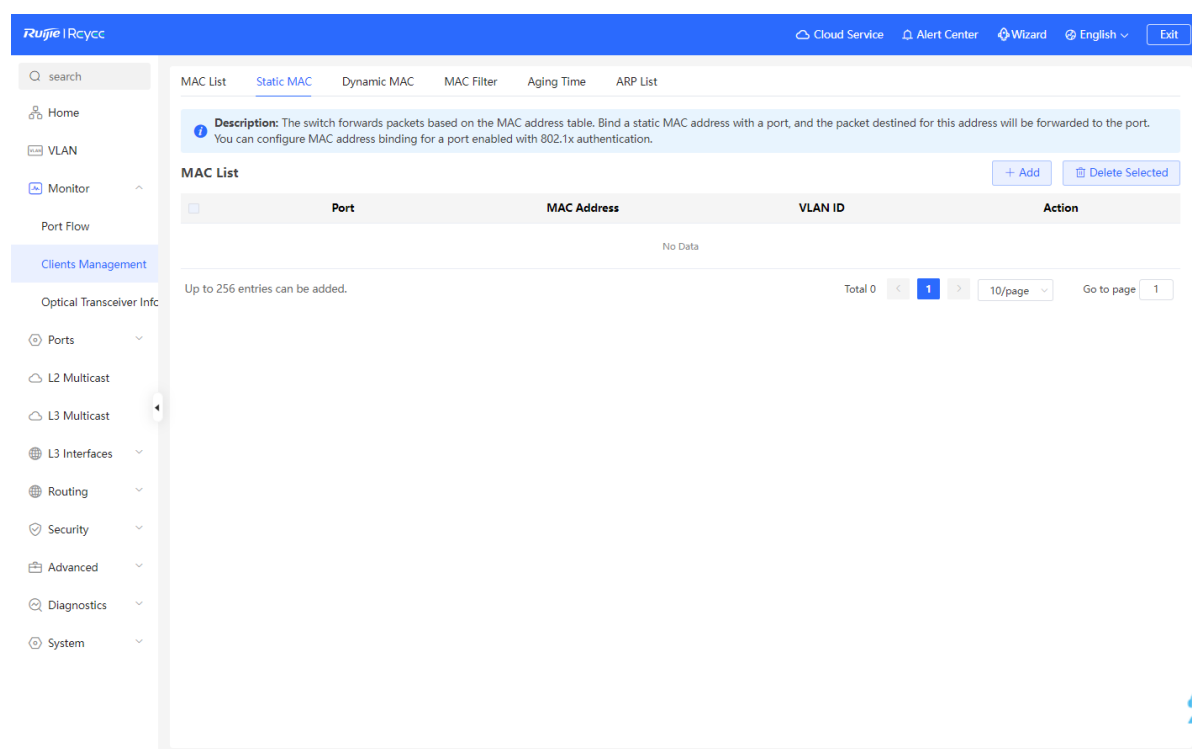 Ruijie | Rcycc
Cloud Service Alert Center Wizard English Exit
search
Home
VLAN
Monitor
Port Flow
Clients Management
Optical Transceiver Info
Ports
L2 Multicast
L3 Multicast
L3 Interfaces
Routing
Security
Advanced
Diagnostics
System
MAC List Static MAC Dynamic MAC MAC Filter Aging Time ARP List
Description: The switch forwards packets based on the MAC address table. Bind a static MAC address with a port, and the packet destined for this address will be forwarded to the port.
You can configure MAC address binding for a port enabled with 802.1x authentication.
MAC List + Add Delete Selected
Port MAC Address VLAN ID Action
No Data
Up to 256 entries can be added. Total 0 < 1 > 10/page Go to page 1